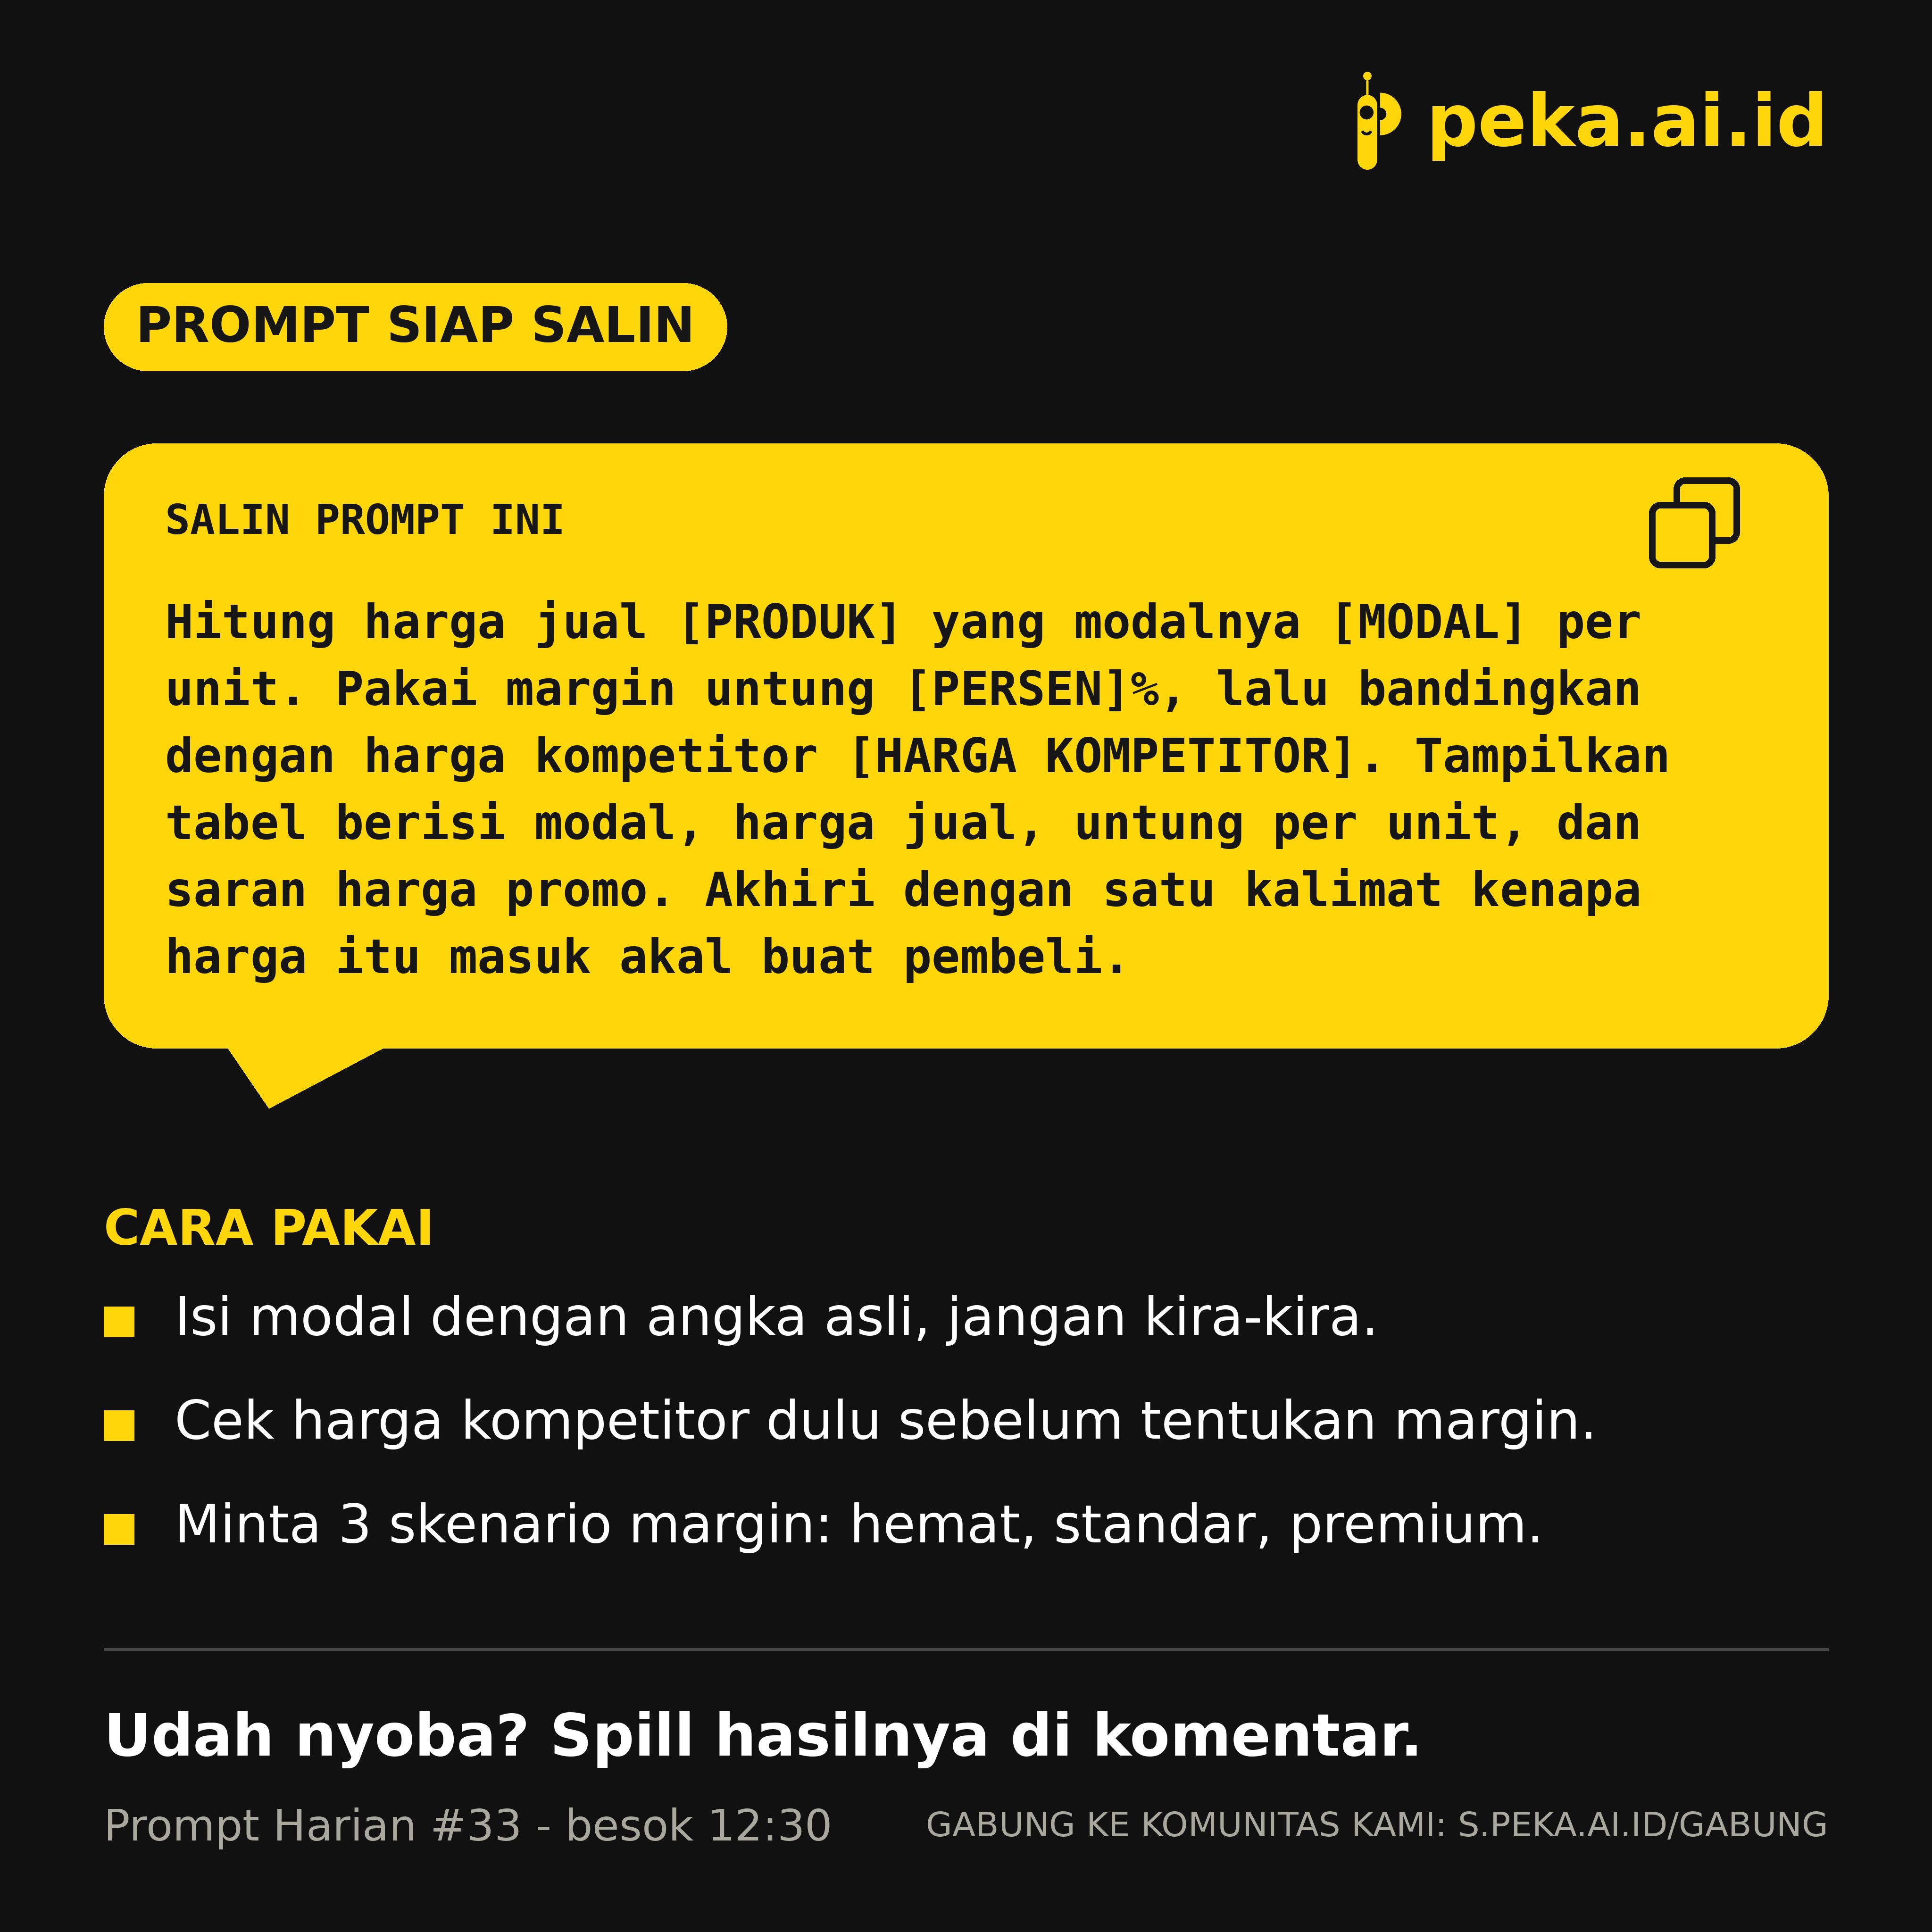 peka.ai.id
PROMPT SIAP SALIN
SALIN PROMPT INI
Hitung harga jual [PRODUK] yang modalnya [MODAL] per
unit. Pakai margin untung [PERSEN]%, lalu bandingkan
dengan harga kompetitor [HARGA KOMPETITOR]. Tampilkan
tabel berisi modal, harga jual, untung per unit, dan
saran harga promo. Akhiri dengan satu kalimat kenapa
harga itu masuk akal buat pembeli.
CARA PAKAI
Isi modal dengan angka asli, jangan kira-kira.
Cek harga kompetitor dulu sebelum tentukan margin.
Minta 3 skenario margin: hemat, standar, premium.
Udah nyoba? Spill hasilnya di komentar.
Prompt Harian #33 - besok 12:30
GABUNG KE KOMUNITAS KAMI: S.PEKA.AI.ID/GABUNG